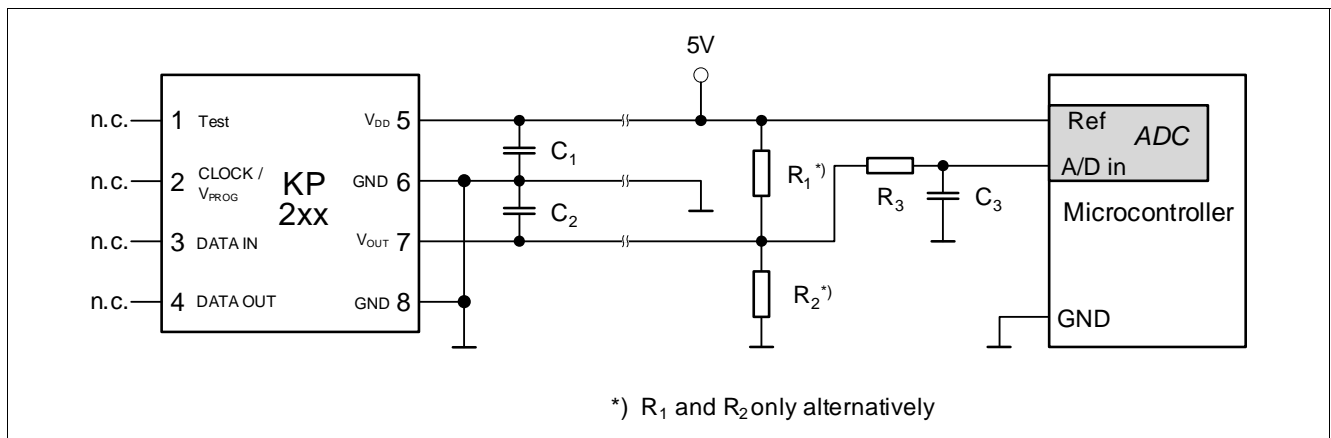 5V
n.c.
1 Test
V_DD 5
Ref
ADC
C₁
A/D in
n.c.
2 CLOCK /
V_PROG
KP
2xx
GND 6
R₁*)
R₃
C₃
Microcontroller
C₂
n.c.
3 DATA IN
V_OUT 7
n.c.
4 DATA OUT
GND 8
R₂*)
GND
*) R₁ and R₂ only alternatively